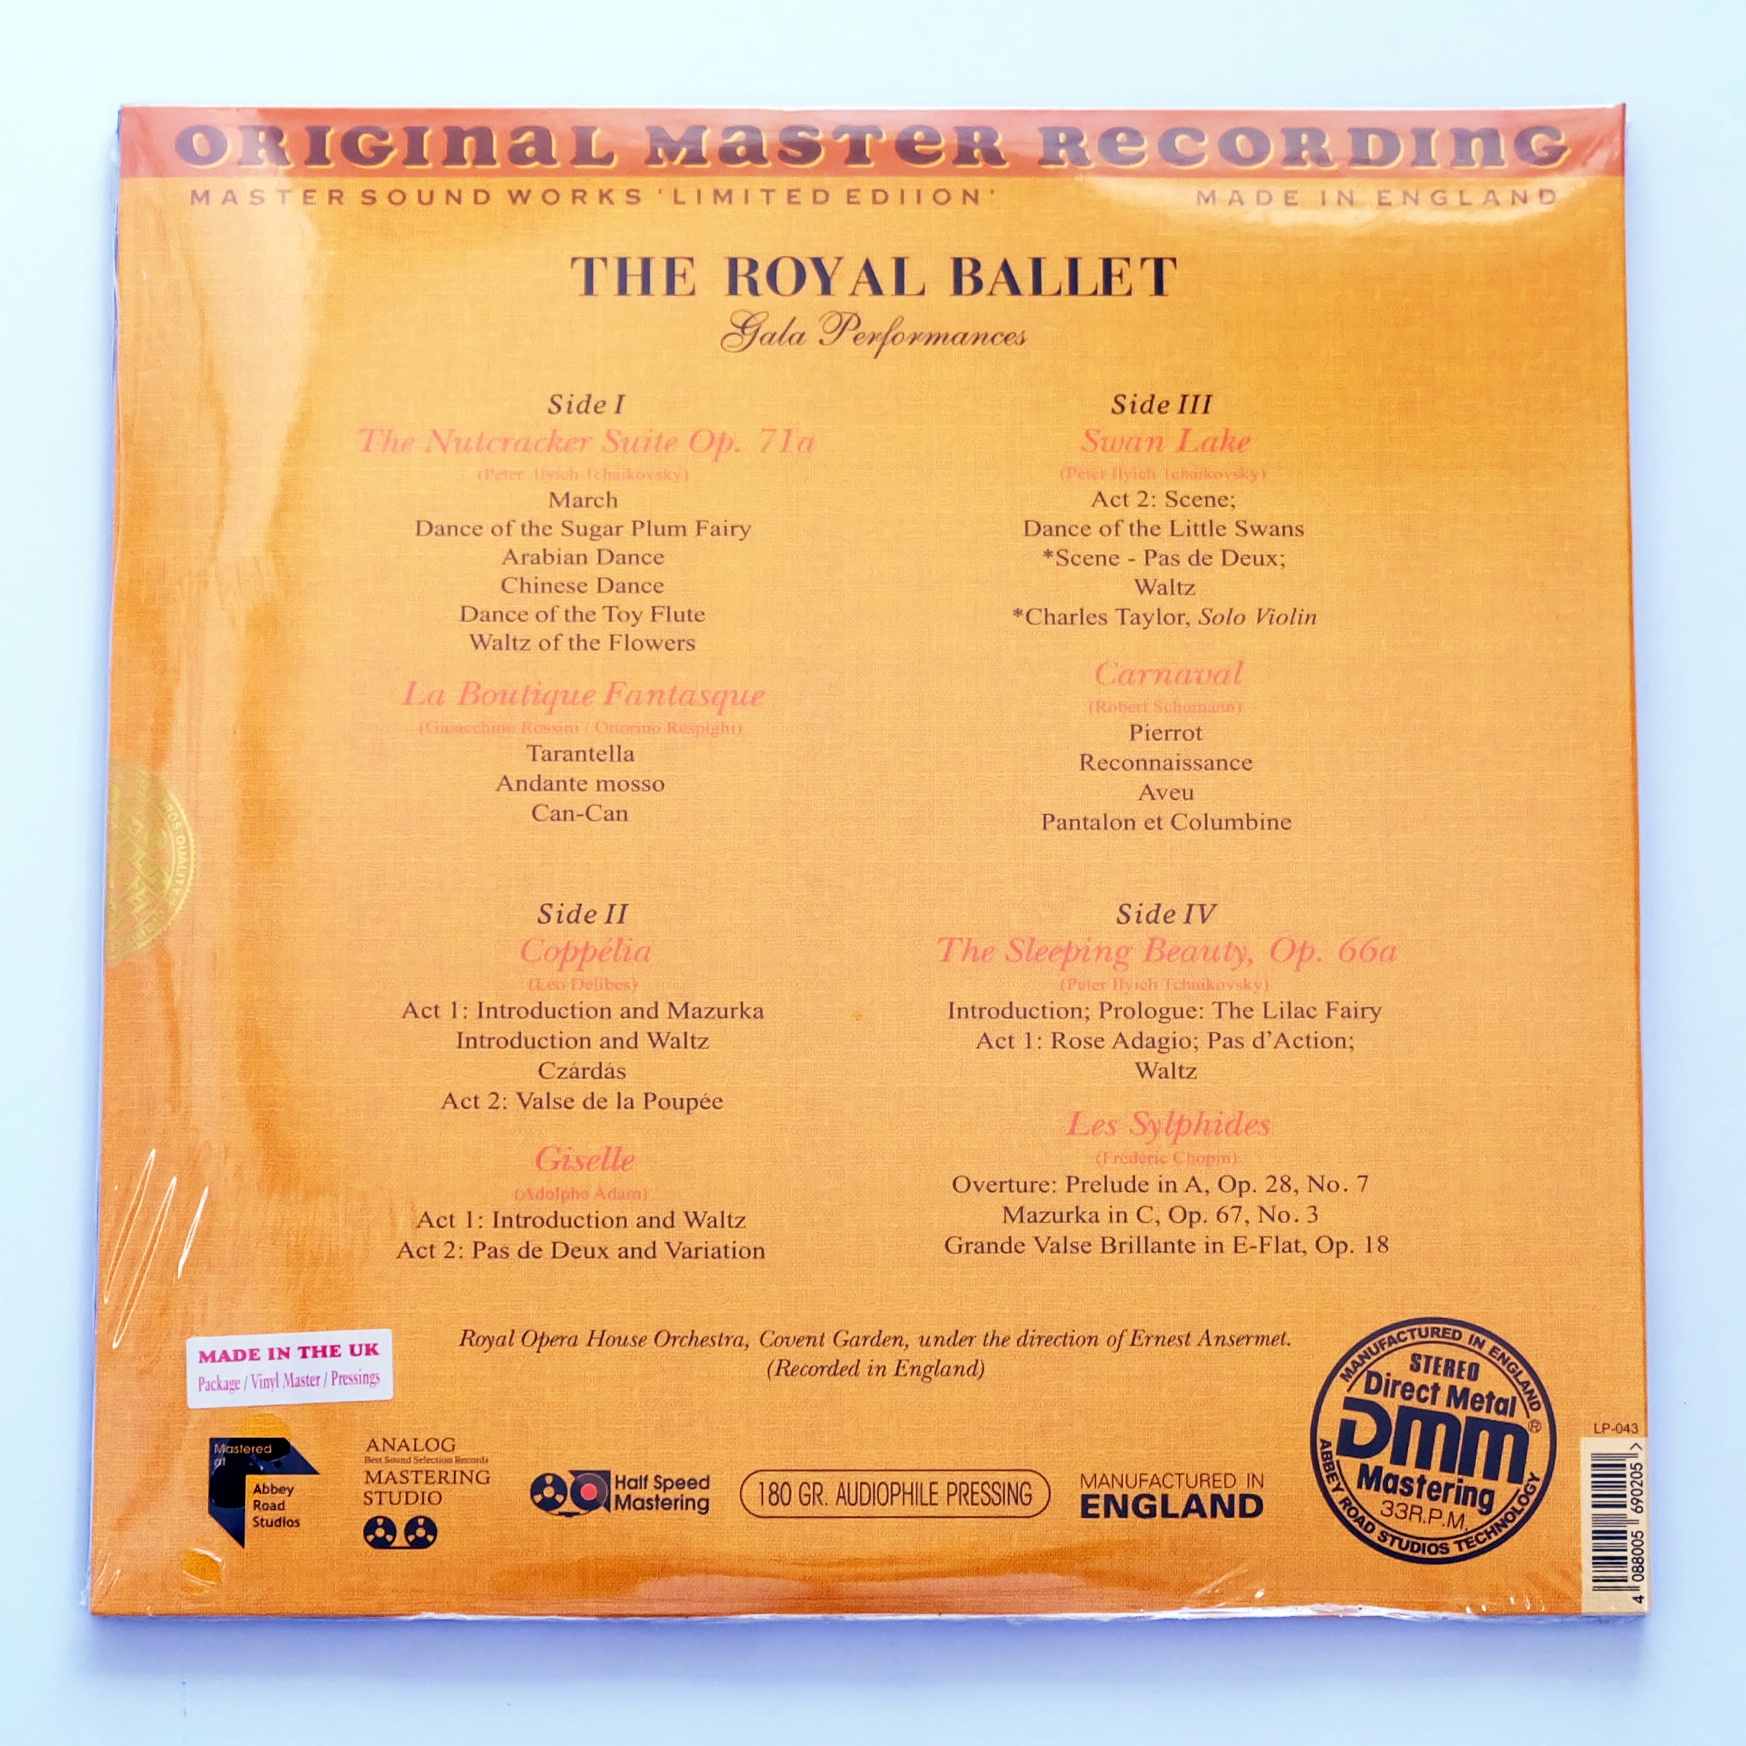 ORIGINAL MASTER RECORDING
MASTER SOUND WORKS 'LIMITED EDIION' MADE IN ENGLAND
THE ROYAL BALLET
Gala Performances
Side I
The Nutcracker Suite Op. 71a
(Peter Ilyich Tchaikovsky)
March
Dance of the Sugar Plum Fairy
Arabian Dance
Chinese Dance
Dance of the Toy Flute
Waltz of the Flowers
La Boutique Fantasque
(Gioacchino Rossini / Ottorino Respighi)
Tarantella
Andante mosso
Can-Can
Side II
Coppélia
(Léo Delibes)
Act 1: Introduction and Mazurka
Introduction and Waltz
Czárdás
Act 2: Valse de la Poupée
Giselle
(Adolphe Adam)
Act 1: Introduction and Waltz
Act 2: Pas de Deux and Variation
Side III
Swan Lake
(Peter Ilyich Tchaikovsky)
Act 2: Scene;
Dance of the Little Swans
*Scene - Pas de Deux;
Waltz
*Charles Taylor, Solo Violin
Carnaval
(Robert Schumann)
Pierrot
Reconnaissance
Aveu
Pantalon et Columbine
Side IV
The Sleeping Beauty, Op. 66a
(Peter Ilyich Tchaikovsky)
Introduction; Prologue: The Lilac Fairy
Act 1: Rose Adagio; Pas d'Action;
Waltz
Les Sylphides
(Frédéric Chopin)
Overture: Prelude in A, Op. 28, No. 7
Mazurka in C, Op. 67, No. 3
Grande Valse Brillante in E-Flat, Op. 18
Royal Opera House Orchestra, Covent Garden, under the direction of Ernest Ansermet.
(Recorded in England)
MADE IN THE UK
Package / Vinyl Master / Pressings
Mastered
at
Abbey
Road
Studios
ANALOG
Best Sound Selection Records
MASTERING
STUDIO
Half Speed
Mastering
180 GR. AUDIOPHILE PRESSING
MANUFACTURED IN
ENGLAND
MANUFACTURED IN ENGLAND
STEREO
Direct Metal
DMM®
Mastering
33R.P.M.
ABBEY ROAD STUDIOS TECHNOLOGY
LP-043
4 088005 690205 >
QUALITY